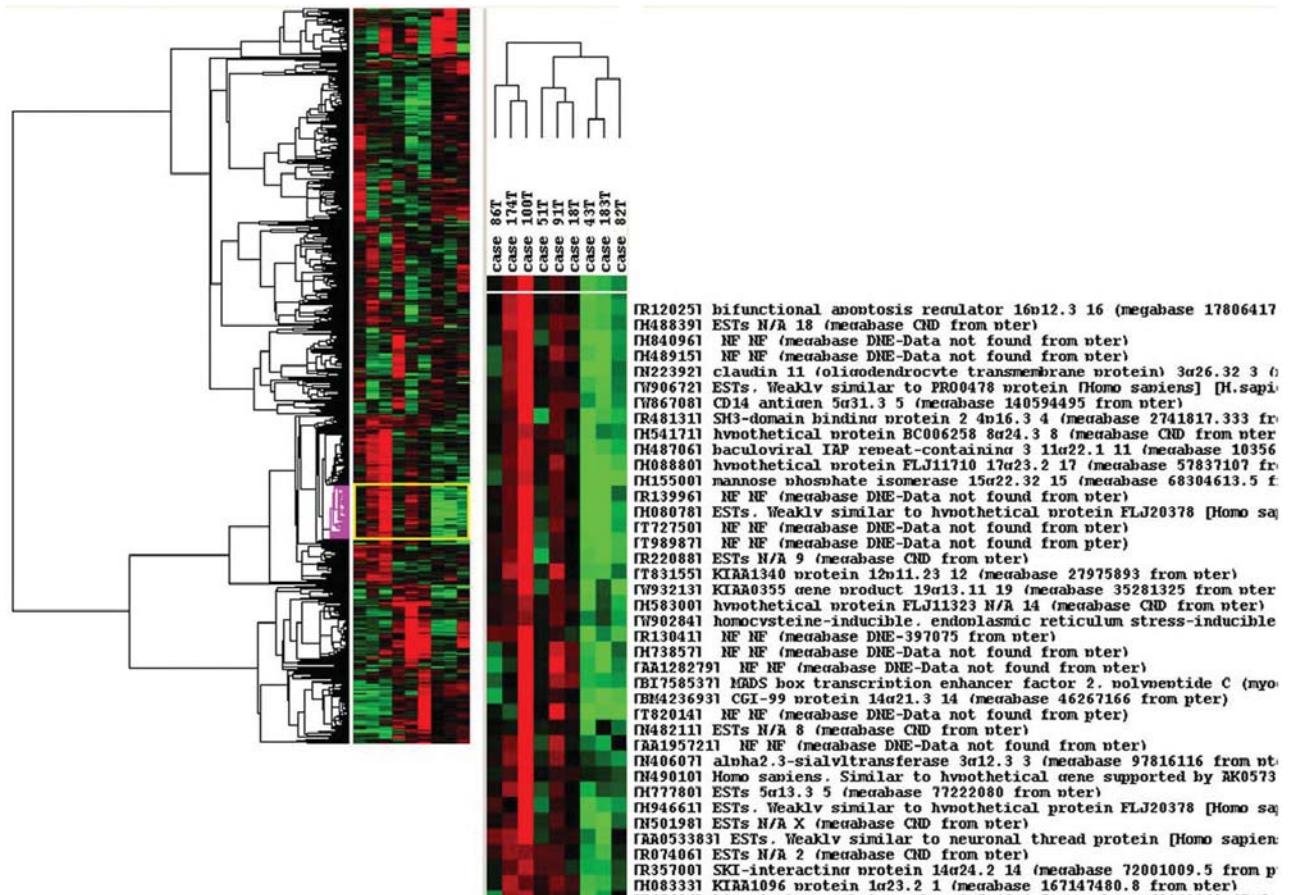 case 86T
case 174T
case 100T
case 51T
case 91T
case 18T
case 43T
case 183T
case 82T
[R12025] bifunctional apoptosis regulator 16p12.3 16 (megabase 17806417
[H48839] ESTs N/A 18 (megabase CND from pter)
[H84096] NF NF (megabase DNE-Data not found from pter)
[H48915] NF NF (megabase DNE-Data not found from pter)
[N22392] claudin 11 (oligodendrocyte transmembrane protein) 3q26.32 3 (
[W90672] ESTs, Weakly similar to PRO0478 protein [Homo sapiens] [H.sapi
[W86708] CD14 antigen 5q31.3 5 (megabase 140594495 from pter)
[R48131] SH3-domain binding protein 2 4p16.3 4 (megabase 2741817.333 fr
[H54171] hypothetical protein BC006258 8q24.3 8 (megabase CND from pter
[H48706] baculoviral IAP repeat-containing 3 11q22.1 11 (megabase 10356
[H08880] hypothetical protein FLJ11710 17q23.2 17 (megabase 57837107 fr
[H15500] mannose phosphate isomerase 15q22.32 15 (megabase 68304613.5 f
[R13996] NF NF (megabase DNE-Data not found from pter)
[H08078] ESTs, Weakly similar to hypothetical protein FLJ20378 [Homo sa
[T72750] NF NF (megabase DNE-Data not found from pter)
[T98987] NF NF (megabase DNE-Data not found from pter)
[R22088] ESTs N/A 9 (megabase CND from pter)
[T83155] KIAA1340 protein 12p11.23 12 (megabase 27975893 from pter)
[W93213] KIAA0355 gene product 19q13.11 19 (megabase 35281325 from pter
[H58300] hypothetical protein FLJ11323 N/A 14 (megabase CND from pter)
[W90284] homocysteine-inducible, endoplasmic reticulum stress-inducible
[R13041] NF NF (megabase DNE-397075 from pter)
[H73857] NF NF (megabase DNE-Data not found from pter)
[AA128279] NF NF (megabase DNE-Data not found from pter)
[BI758537] MADS box transcription enhancer factor 2, polypeptide C (myo
[BM423693] CGI-99 protein 14q21.3 14 (megabase 46267166 from pter)
[T82014] NF NF (megabase DNE-Data not found from pter)
[N48211] ESTs N/A 8 (megabase CND from pter)
[AA195721] NF NF (megabase DNE-Data not found from pter)
[N40607] alpha2,3-sialyltransferase 3q12.3 3 (megabase 97816116 from pt
[N49010] Homo sapiens, Similar to hypothetical gene supported by AK0573
[H77780] ESTs 5q13.3 5 (megabase 77222080 from pter)
[H94661] ESTs, Weakly similar to hypothetical protein FLJ20378 [Homo sa
[N50198] ESTs N/A X (megabase CND from pter)
[AA053383] ESTs, Weakly similar to neuronal thread protein [Homo sapien
[R07406] ESTs N/A 2 (megabase CND from pter)
[R35700] SKI-interacting protein 14q24.2 14 (megabase 72001009.5 from p
[H08333] KIAA1096 protein 1q23.2 1 (megabase 167147480.8 from pter)